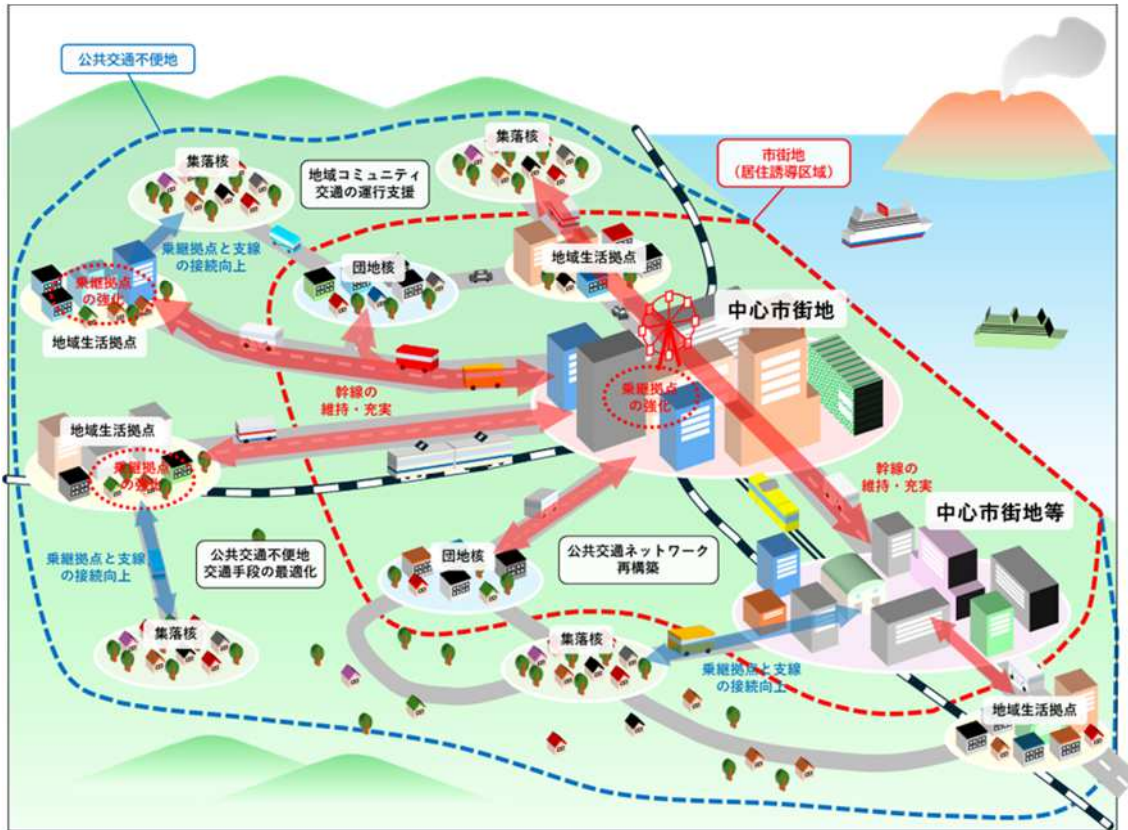 公共交通不便地
集落核
集落核
地域コミュニティ
交通の運行支援
市街地
（居住誘導区域）
乗継拠点と支線
の接続向上
団地核
地域生活拠点
乗継拠点
の強化
地域生活拠点
中心市街地
幹線の
維持・充実
乗継拠点
の強化
地域生活拠点
乗継拠点
の強化
幹線の
維持・充実
中心市街地等
乗継拠点と支線
の接続向上
公共交通不便地
交通手段の最適化
団地核
公共交通ネットワーク
再構築
集落核
集落核
乗継拠点と支線
の接続向上
地域生活拠点